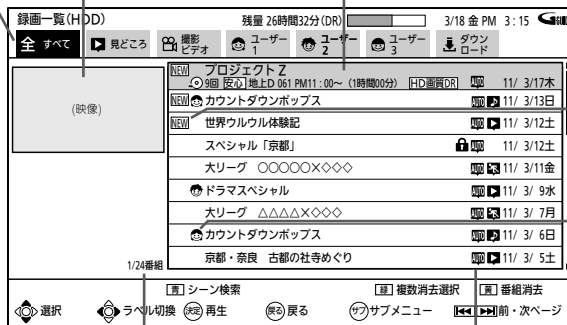 録画一覧(HDD) 残量 26時間32分(DR) 3/18 金 PM 3 : 15
全 すべて 見どころ 撮影ビデオ ユーザー1 ユーザー2 ユーザー3 ダウンロード
(映像)
NEW プロジェクト Z
9回 安心 地上D 061 PM11 : 00～ (1時間00分) HD画質DR 11/ 3/17木
NEW カウントダウンポップス 11/ 3/13日
NEW 世界ウルウル体験記 11/ 3/12土
スペシャル「京都」 11/ 3/12土
大リーグ ○○○○○×◇◇◇ 11/ 3/11金
ドラマスペシャル 11/ 3/ 9水
大リーグ △△△△×◇◇◇ 11/ 3/ 7月
カウントダウンポップス 11/ 3/ 6日
京都・奈良 古都の社寺めぐり 11/ 3/ 5土
1/24番組
青 シーン検索 緑 複数消去選択 黄 番組消去
選択 ラベル切換 決定 再生 戻る 戻る サブ サブメニュー 前・次ページ